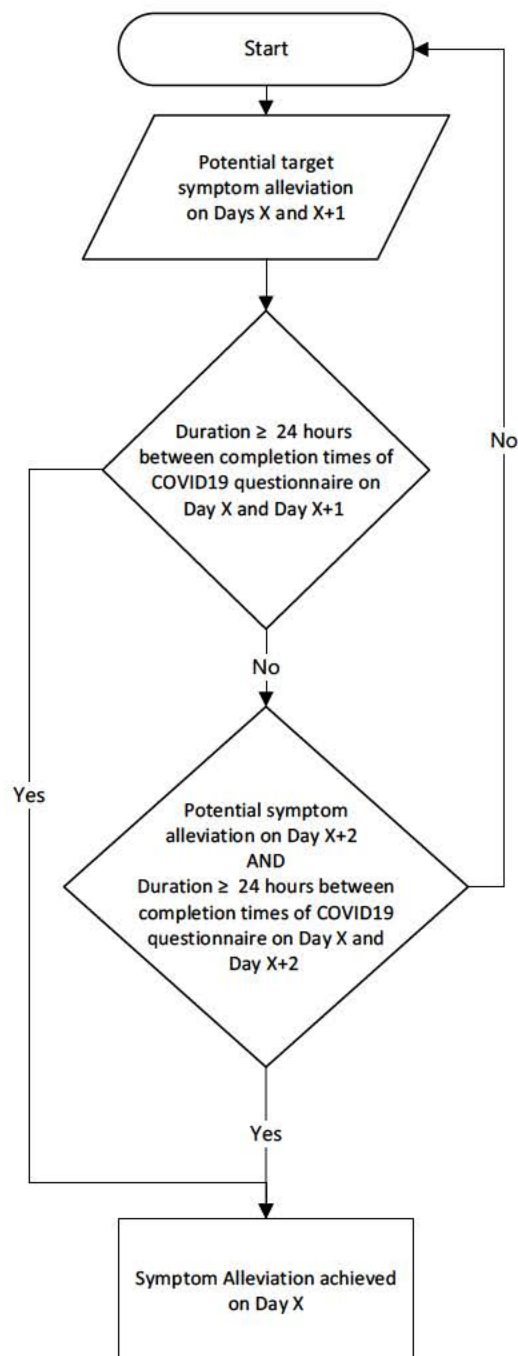 Start
Potential target
symptom alleviation
on Days X and X+1
Duration ≥ 24 hours
between completion times of
COVID19 questionnaire on
Day X and Day X+1
No
No
Yes
Potential symptom
alleviation on Day X+2
AND
Duration ≥ 24 hours between
completion times of COVID19
questionnaire on Day X and
Day X+2
Yes
Symptom Alleviation achieved
on Day X